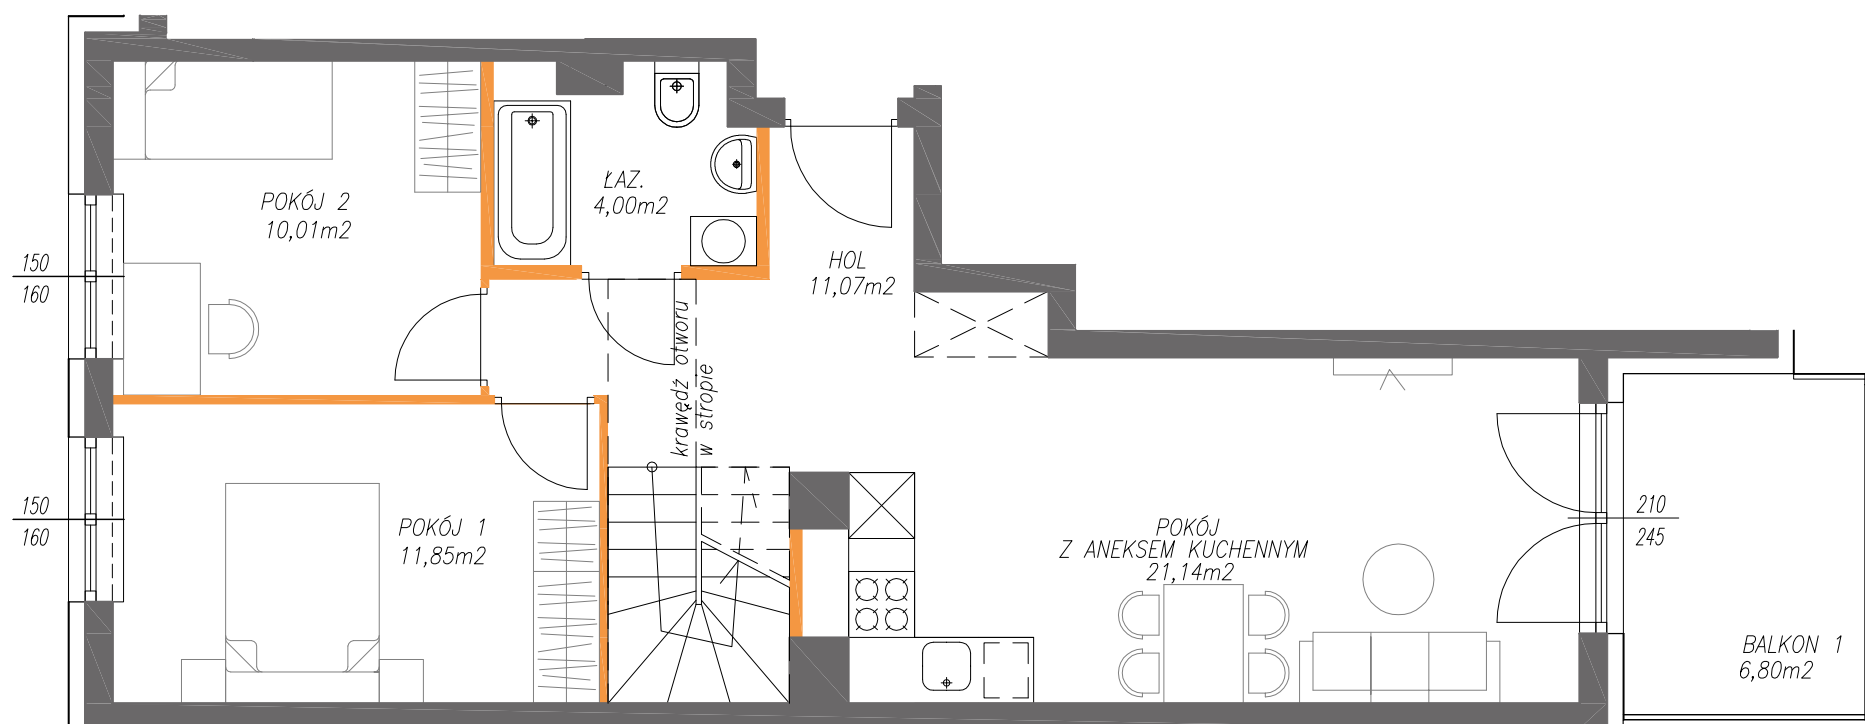 POKÓJ 2
10,01m2
ŁAZ.
4,00m2
HOL
11,07m2
150
160
krawędź otworu
w stropie
150
160
POKÓJ 1
11,85m2
POKÓJ
Z ANEKSEM KUCHENNYM
21,14m2
210
245
BALKON 1
6,80m2